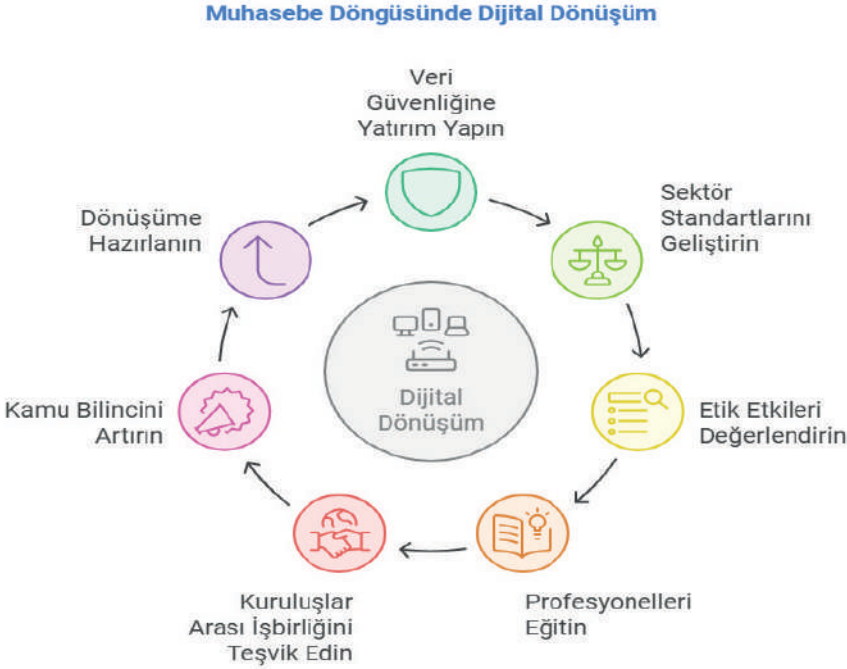 Muhasebe Döngüsünde Dijital Dönüşüm
Veri
Güvenliğine
Yatırım Yapın
Sektör
Standartlarını
Geliştirin
Etik Etkileri
Değerlendirin
Profesyonelleri
Eğitin
Kuruluşlar
Arası İşbirliğini
Teşvik Edin
Kamu Bilincini
Artırın
Dönüşüme
Hazırlanın
Dijital
Dönüşüm